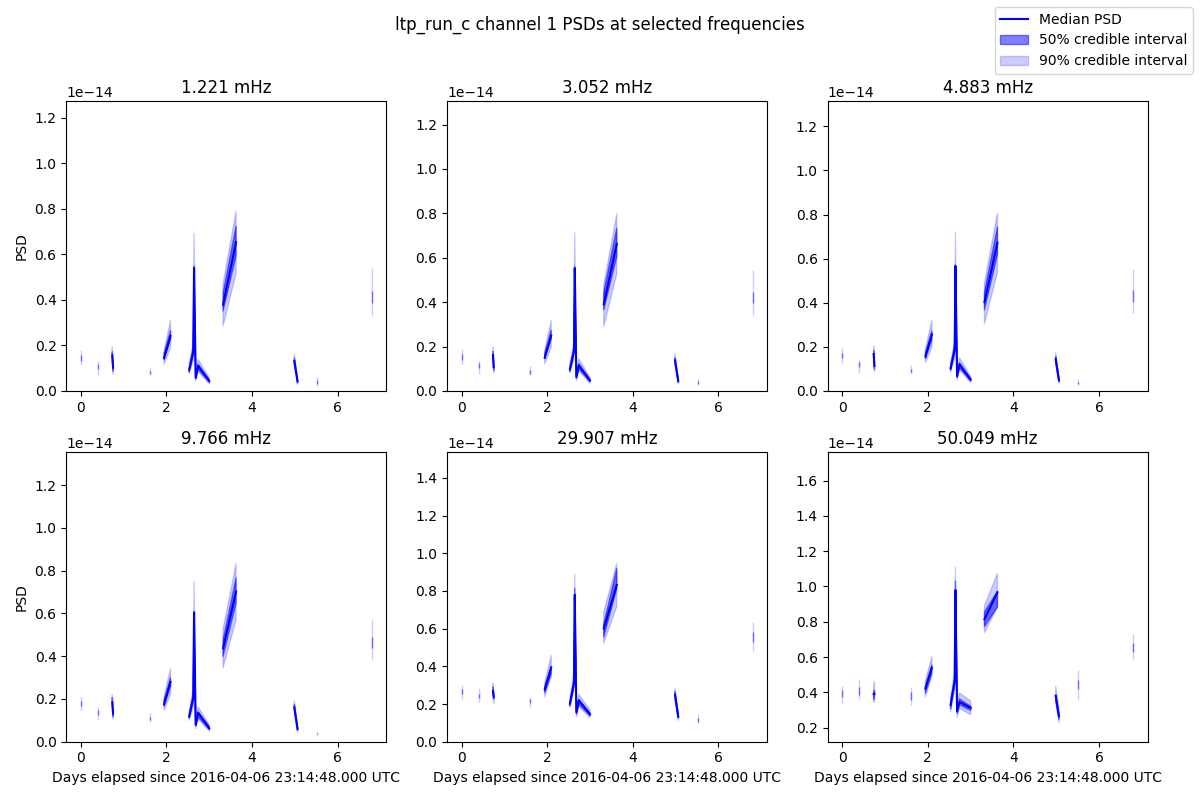 ltp_run_c channel 1 PSDs at selected frequencies
Median PSD
50% credible interval
90% credible interval
1.221 mHz
3.052 mHz
4.883 mHz
1e−14
1e−14
1e−14
PSD
1.2
1.0
0.8
0.6
0.4
0.2
0.0
0 2 4 6
1.2
1.0
0.8
0.6
0.4
0.2
0.0
0 2 4 6
1.2
1.0
0.8
0.6
0.4
0.2
0.0
0 2 4 6
9.766 mHz
29.907 mHz
50.049 mHz
1e−14
1e−14
1e−14
PSD
1.2
1.0
0.8
0.6
0.4
0.2
0.0
0 2 4 6
Days elapsed since 2016-04-06 23:14:48.000 UTC
1.4
1.2
1.0
0.8
0.6
0.4
0.2
0.0
0 2 4 6
Days elapsed since 2016-04-06 23:14:48.000 UTC
1.6
1.4
1.2
1.0
0.8
0.6
0.4
0.2
0 2 4 6
Days elapsed since 2016-04-06 23:14:48.000 UTC